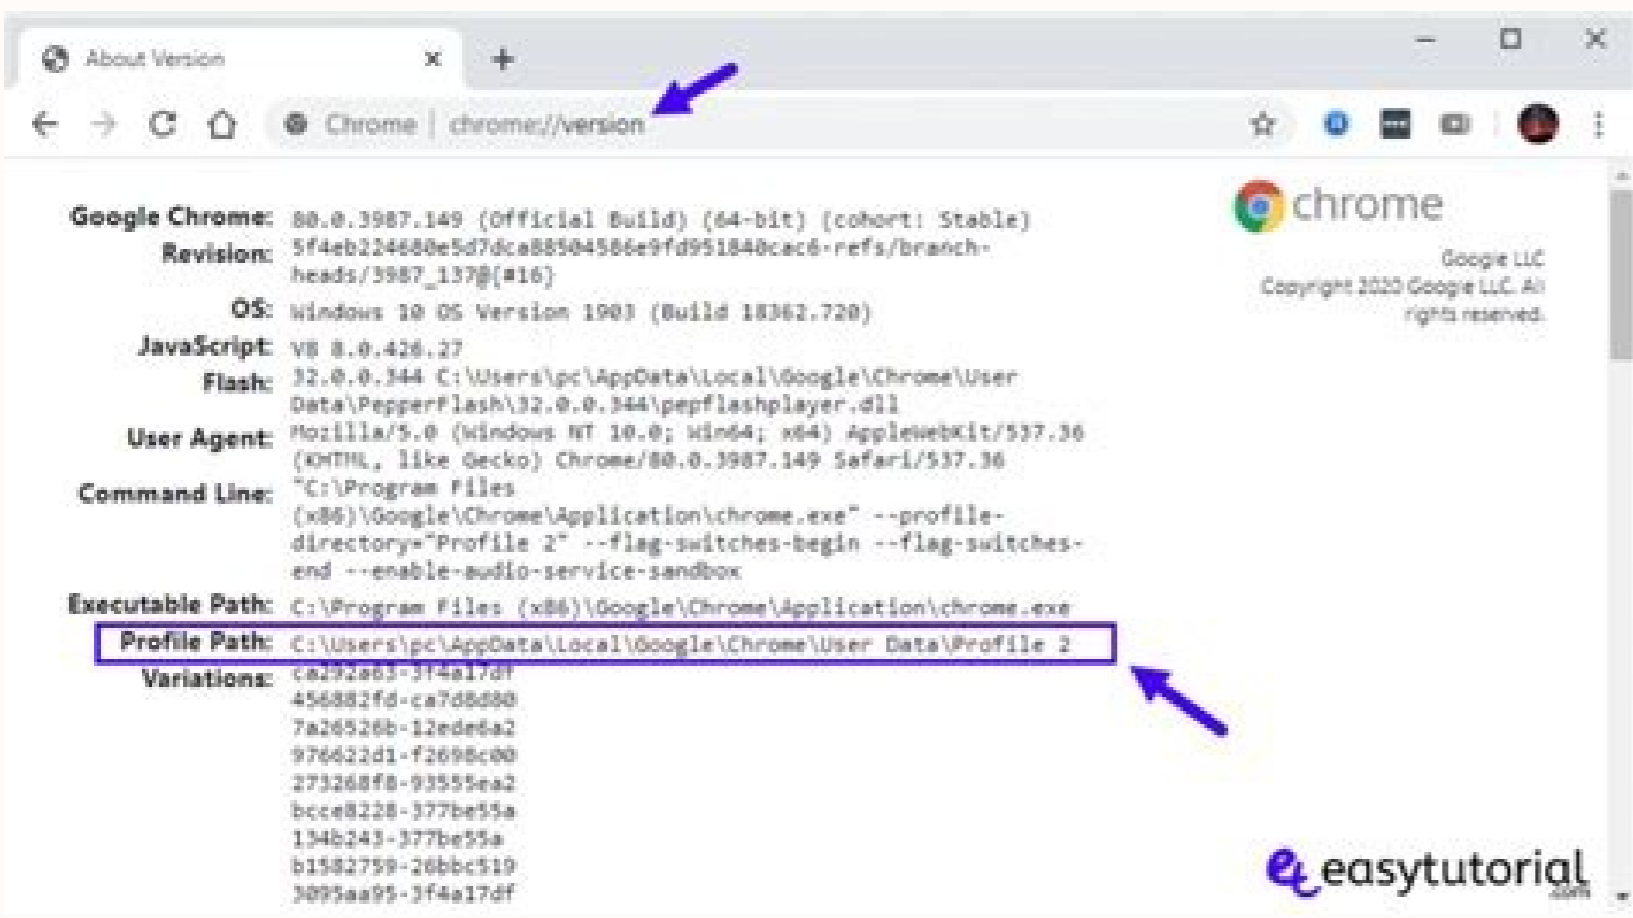 About Version
Chrome | chrome://version
chrome
Google LLC
Copyright 2020 Google LLC. All
rights reserved.
Google Chrome: 80.0.3987.149 (Official Build) (64-bit) (cohort: Stable)
Revision: 5f4eb224680e5d7dca88504586e9fd951840cac6-refs/branch-
heads/3987_137@{#16}
OS: Windows 10 OS Version 1903 (Build 18362.720)
JavaScript: V8 8.0.426.27
Flash: 32.0.0.344 C:\Users\pc\AppData\Local\Google\Chrome\User
Data\PepperFlash\32.0.0.344\pepflashplayer.dll
User Agent: Mozilla/5.0 (Windows NT 10.0; Win64; x64) AppleWebKit/537.36
(KHTML, like Gecko) Chrome/80.0.3987.149 Safari/537.36
Command Line: "C:\Program Files
(x86)\Google\Chrome\Application\chrome.exe" --profile-
directory="Profile 2" --flag-switches-begin --flag-switches-
end --enable-audio-service-sandbox
Executable Path: C:\Program Files (x86)\Google\Chrome\Application\chrome.exe
Profile Path: C:\Users\pc\AppData\Local\Google\Chrome\User Data\Profile 2
Variations: ca292a63-3f4a17df
456882fd-ca7d8d80
7a26526b-12ede6a2
976622d1-f2698c00
273268f8-93555ea2
bcce8228-377be55a
134b243-377be55a
b1582759-26bbc519
3095aa95-3f4a17df
easytutorial
.com